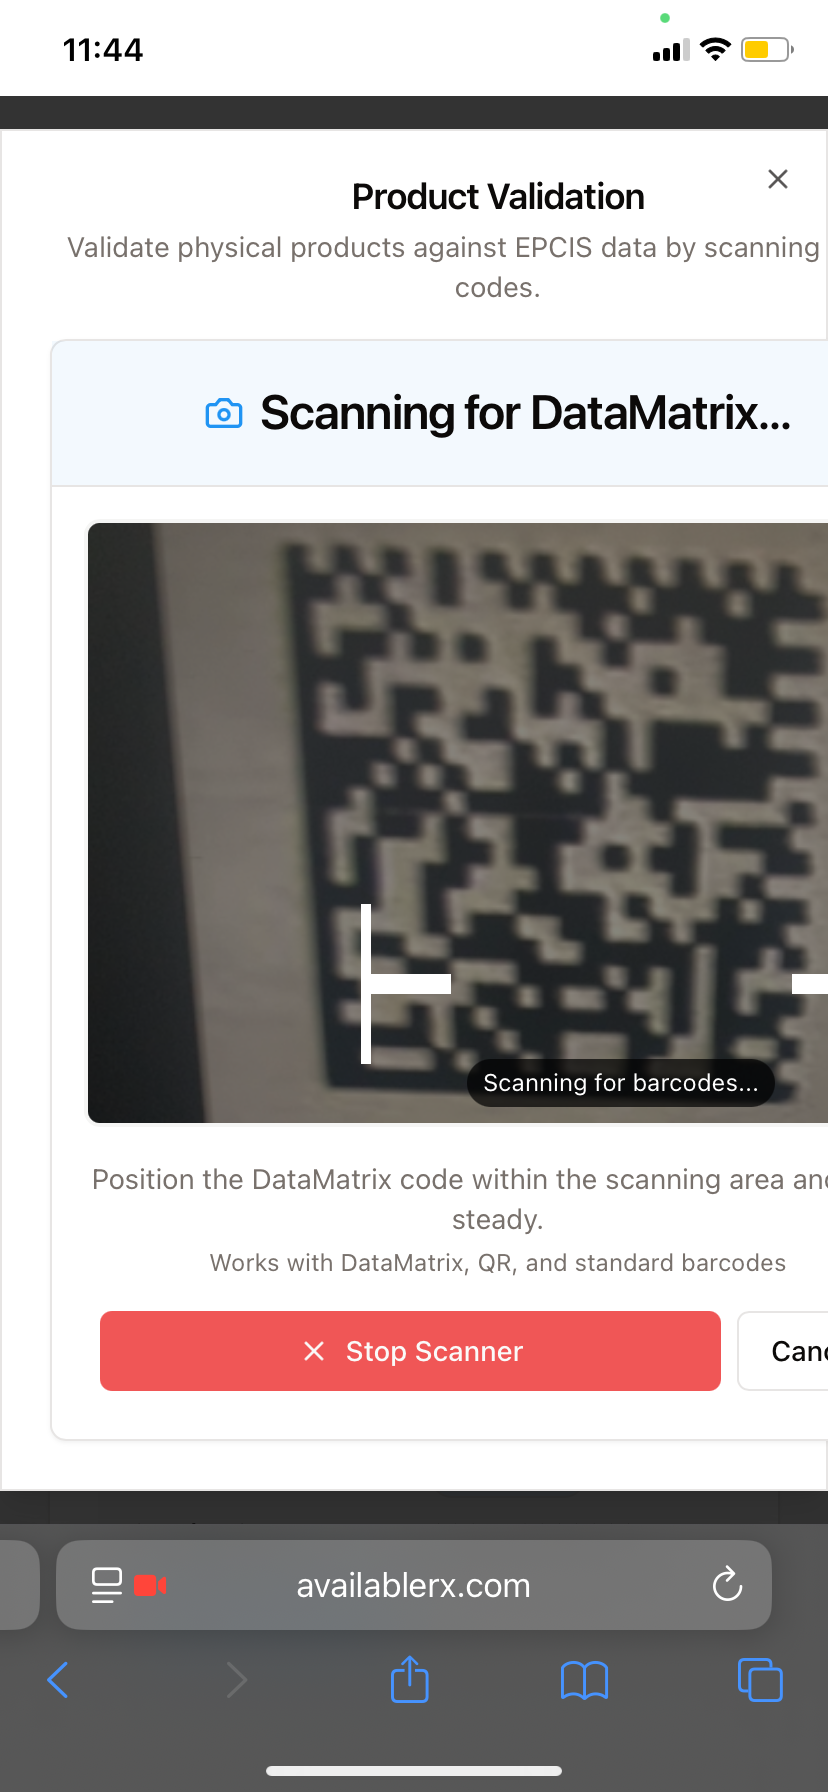 11:44
Product Validation
Validate physical products against EPCIS data by scanning
codes.
Scanning for DataMatrix...
Scanning for barcodes...
Position the DataMatrix code within the scanning area an
steady.
Works with DataMatrix, QR, and standard barcodes
Stop Scanner
Canc
availablerx.com